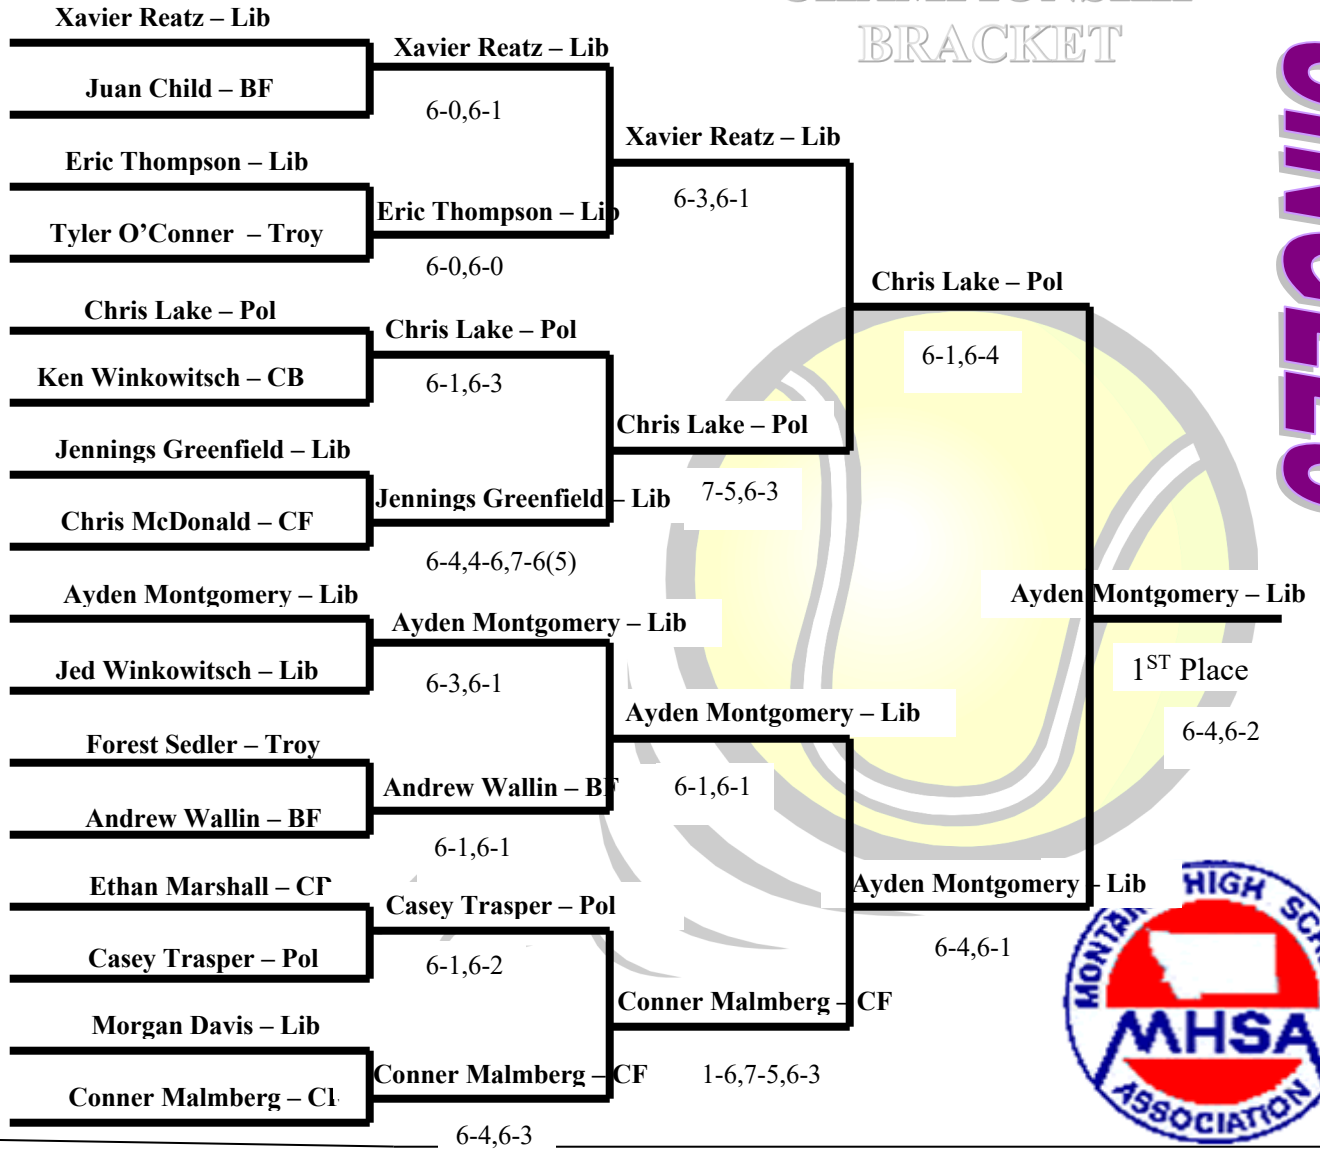 CHAMPIONSHIP
BRACKET
SINGLES
Xavier Reatz – Lib
Juan Child – BF
Eric Thompson – Lib
Tyler O’Conner – Troy
Chris Lake – Pol
Ken Winkowitsch – CB
Jennings Greenfield – Lib
Chris McDonald – CF
Ayden Montgomery – Lib
Jed Winkowitsch – Lib
Forest Sedler – Troy
Andrew Wallin – BF
Ethan Marshall – CF
Casey Trasper – Pol
Morgan Davis – Lib
Conner Malmberg – CF
Xavier Reatz – Lib
6-0,6-1
Eric Thompson – Lib
6-0,6-0
Chris Lake – Pol
6-1,6-3
Jennings Greenfield – Lib
6-4,4-6,7-6(5)
Ayden Montgomery – Lib
6-3,6-1
Andrew Wallin – BF
6-1,6-1
Casey Trasper – Pol
6-1,6-2
Conner Malmberg – CF
6-4,6-3
Xavier Reatz – Lib
6-3,6-1
Chris Lake – Pol
7-5,6-3
Ayden Montgomery – Lib
6-1,6-1
Conner Malmberg – CF
1-6,7-5,6-3
Chris Lake – Pol
6-1,6-4
Ayden Montgomery – Lib
6-4,6-1
Ayden Montgomery – Lib
1ST Place
6-4,6-2
HIGH
MHSA
ASSOCIATION